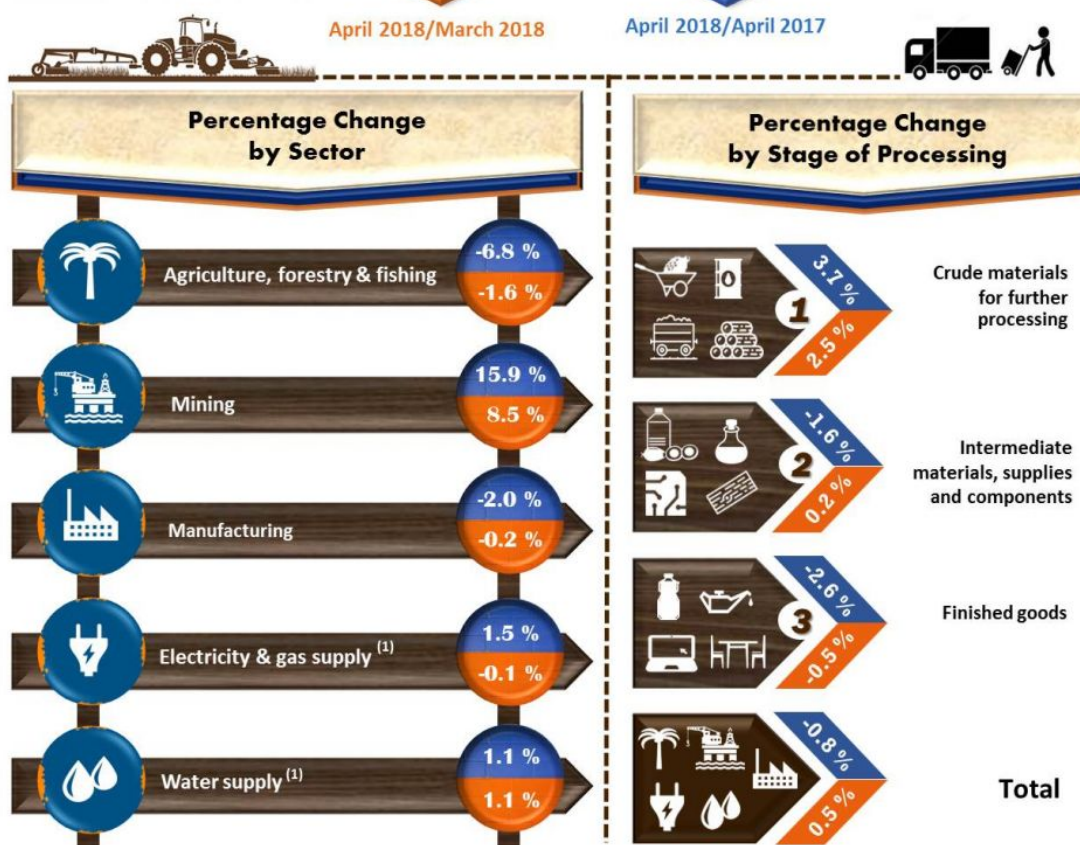 April 2018/March 2018
April 2018/April 2017
Percentage Change
by Sector
Agriculture, forestry & fishing
-6.8 %
-1.6 %
Mining
15.9 %
8.5 %
Manufacturing
-2.0 %
-0.2 %
Electricity & gas supply (1)
1.5 %
-0.1 %
Water supply (1)
1.1 %
1.1 %
Percentage Change
by Stage of Processing
1
3.7 %
2.5 %
Crude materials
for further
processing
2
-1.6 %
0.2 %
Intermediate
materials, supplies
and components
3
-2.6 %
-0.5 %
Finished goods
-0.8 %
0.5 %
Total